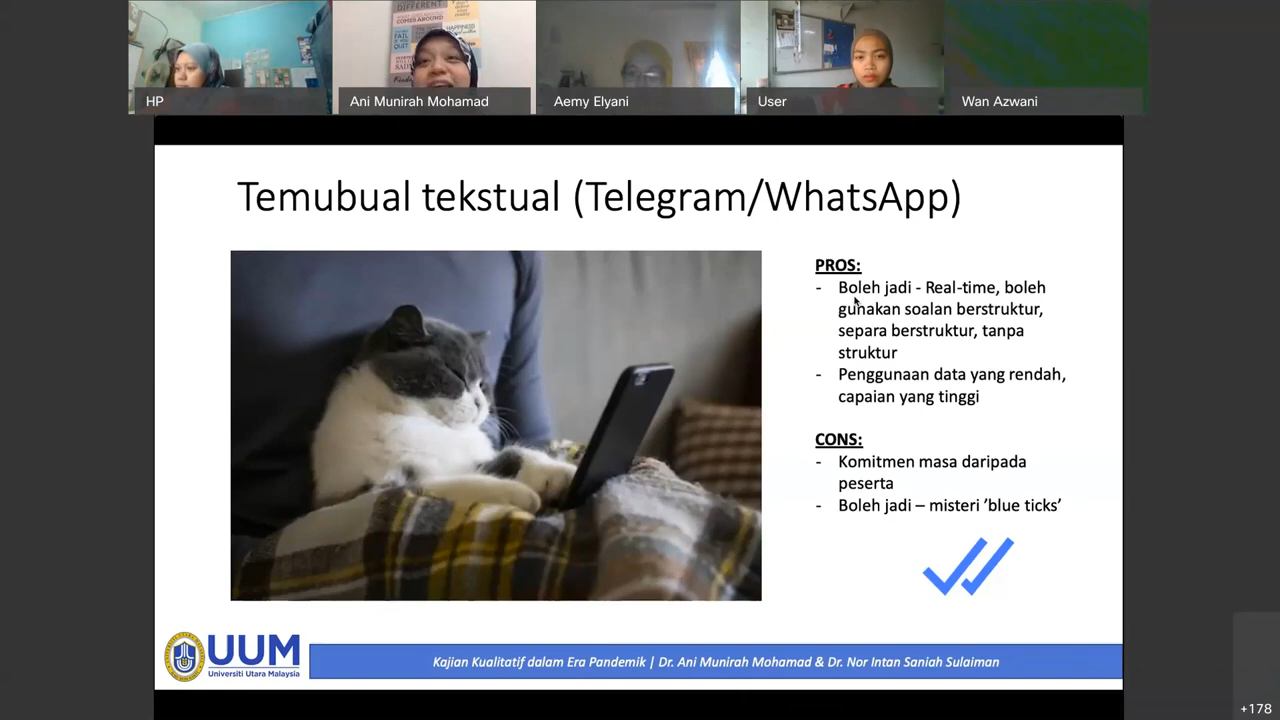 HP
Ani Munirah Mohamad
Aemy Elyani
User
Wan Azwani
Temubual tekstual (Telegram/WhatsApp)
PROS:
- Boleh jadi - Real-time, boleh
gunakan soalan berstruktur,
separa berstruktur, tanpa
struktur
- Penggunaan data yang rendah,
capaian yang tinggi
CONS:
- Komitmen masa daripada
peserta
- Boleh jadi – misteri ’blue ticks’
UUM
Universiti Utara Malaysia
Kajian Kualitatif dalam Era Pandemik | Dr. Ani Munirah Mohamad & Dr. Nor Intan Saniah Sulaiman
+178